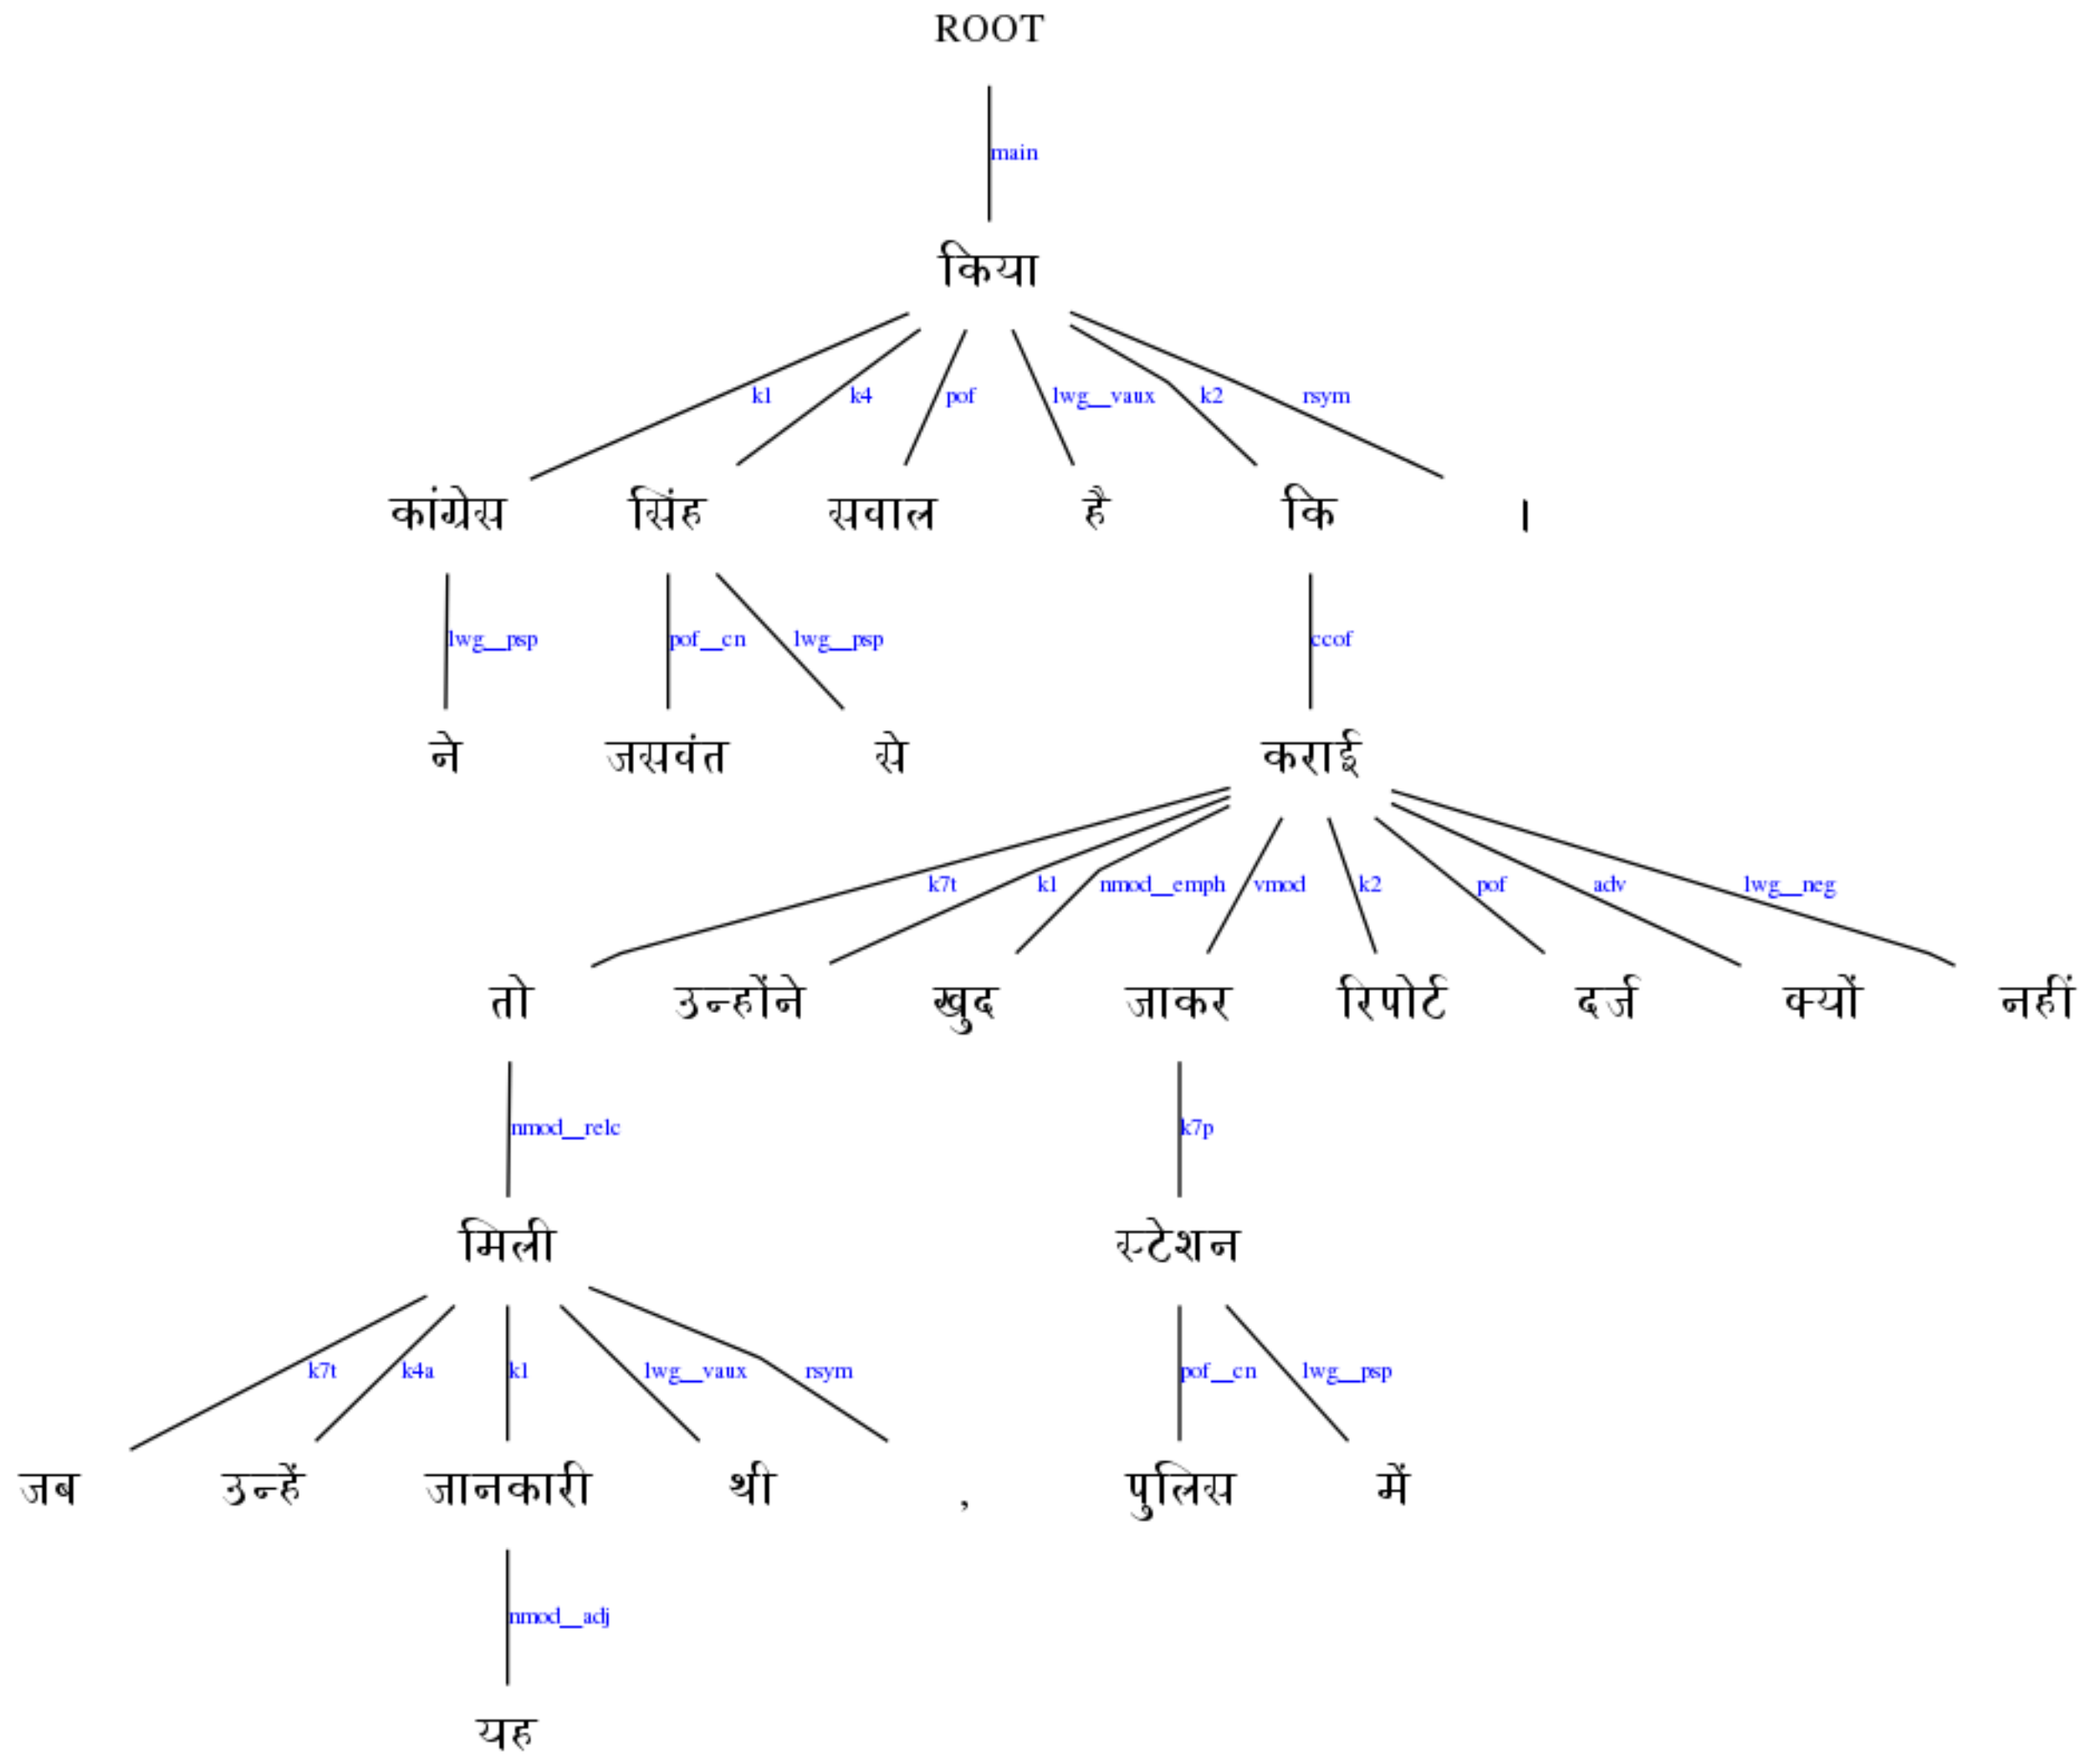 ROOT
main
किया
k1 k4 pof lwg__vaux k2 rsym
कांग्रेस सिंह सवाल है कि ।
lwg__psp pof__cn lwg__psp ccof
ने जसवंत से कराई
k7t k1 nmod__emph vmod k2 pof adv lwg__neg
तो उन्होंने खुद जाकर रिपोर्ट दर्ज क्यों नहीं
nmod__relc k7p
मिली स्टेशन
k7t k4a k1 lwg__vaux rsym pof__cn lwg__psp
जब उन्हें जानकारी थी , पुलिस में
nmod__adj
यह